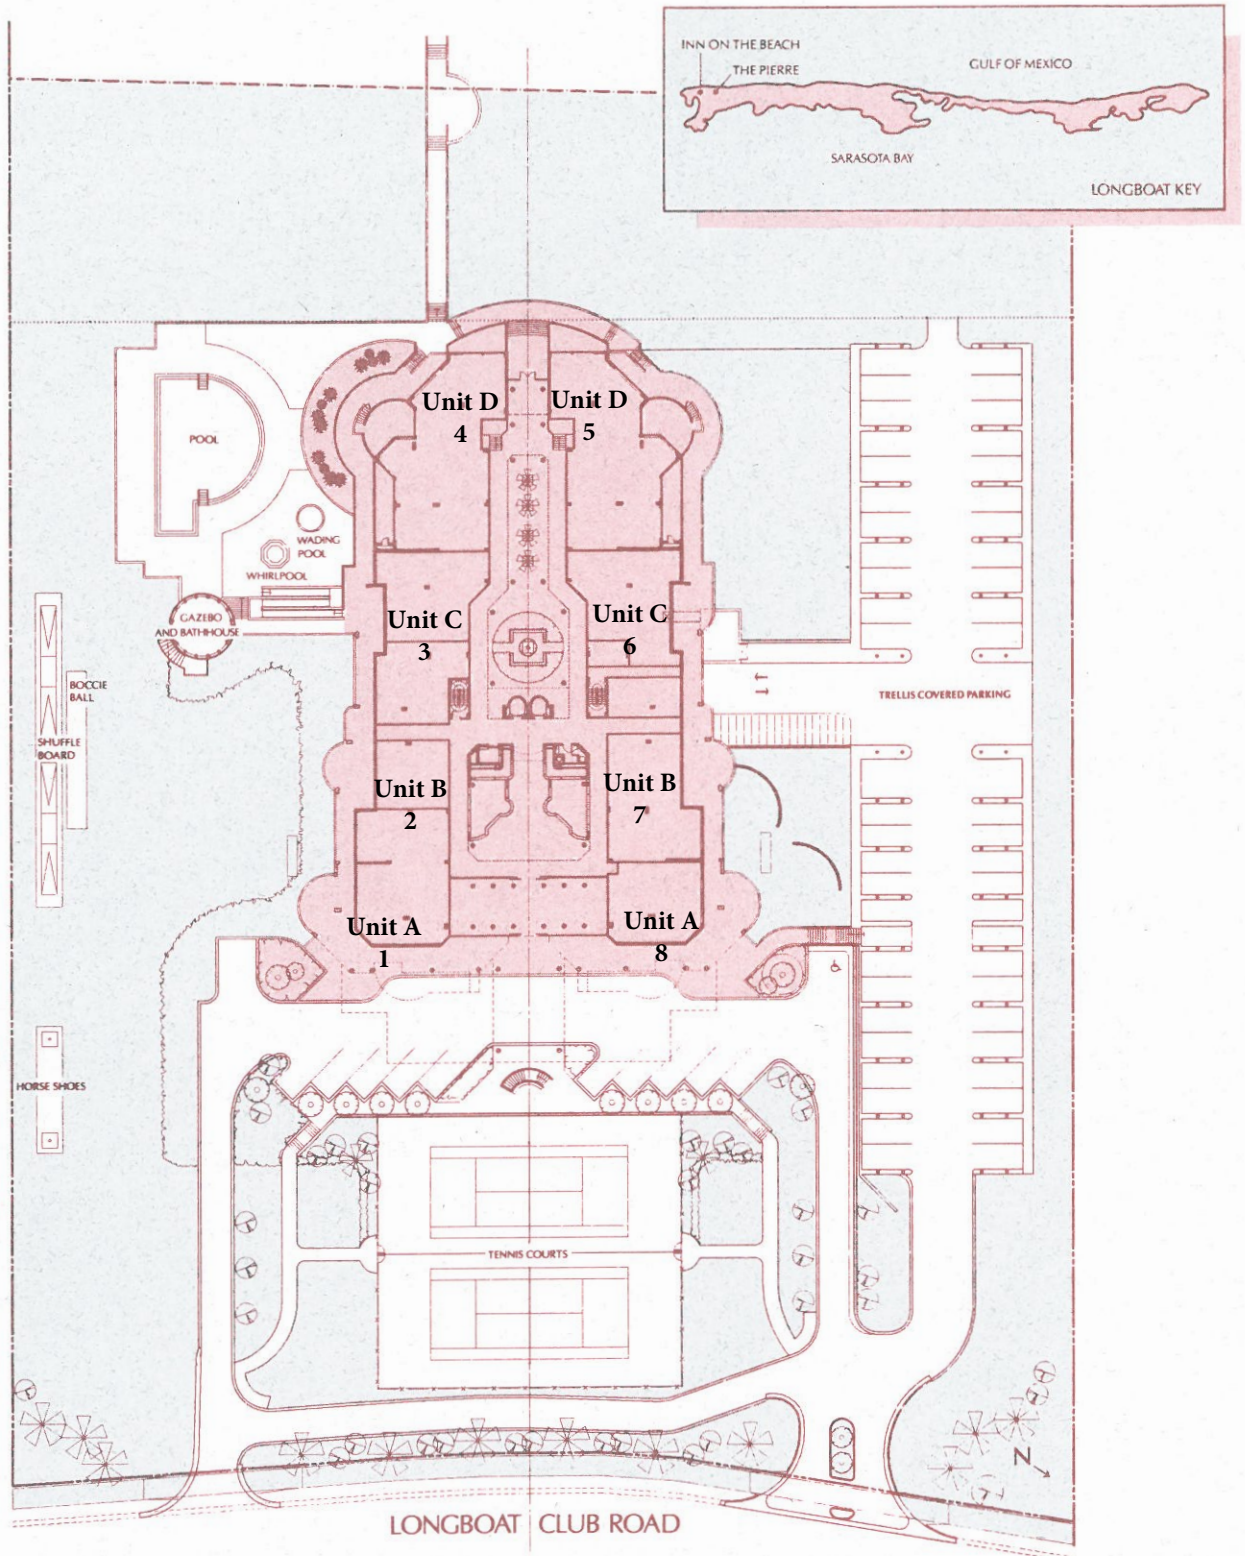 INN ON THE BEACH
THE PIERRE
GULF OF MEXICO
SARASOTA BAY
LONGBOAT KEY
Unit D
4
Unit D
5
POOL
WADING
POOL
WHIRLPOOL
GAZEBO
AND BATHHOUSE
Unit C
3
Unit C
6
BOCCIE
BALL
SHUFFLE
BOARD
TRELLIS COVERED PARKING
Unit B
2
Unit B
7
Unit A
1
Unit A
8
HORSE SHOES
TENNIS COURTS
N
LONGBOAT CLUB ROAD